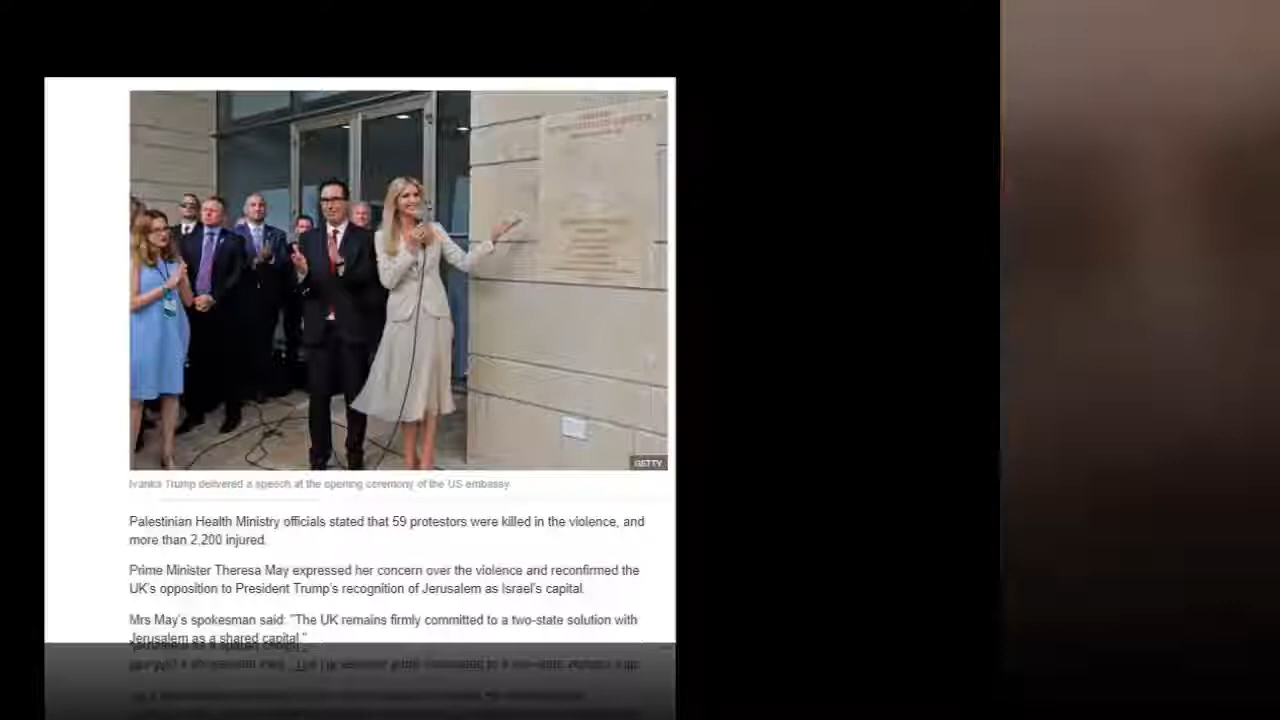 GETTY
Ivanka Trump delivered a speech at the opening ceremony of the US embassy
Palestinian Health Ministry officials stated that 59 protestors were killed in the violence, and
more than 2,200 injured.
Prime Minister Theresa May expressed her concern over the violence and reconfirmed the
UK's opposition to President Trump's recognition of Jerusalem as Israel's capital.
Mrs May's spokesman said: "The UK remains firmly committed to a two-state solution with
Jerusalem as a shared capital."